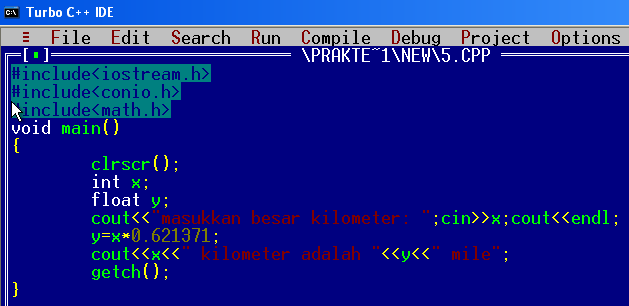 Turbo C++ IDE
≡ File Edit Search Run Compile Debug Project Options
[■] \PRAKTE~1\NEW\5.CPP
#include<iostream.h>
#include<conio.h>
#include<math.h>
void main()
{
clrscr();
int x;
float y;
cout<<"masukkan besar kilometer: ";cin>>x;cout<<endl;
y=x*0.621371;
cout<<x<<" kilometer adalah "<<y<<" mile";
getch();
}